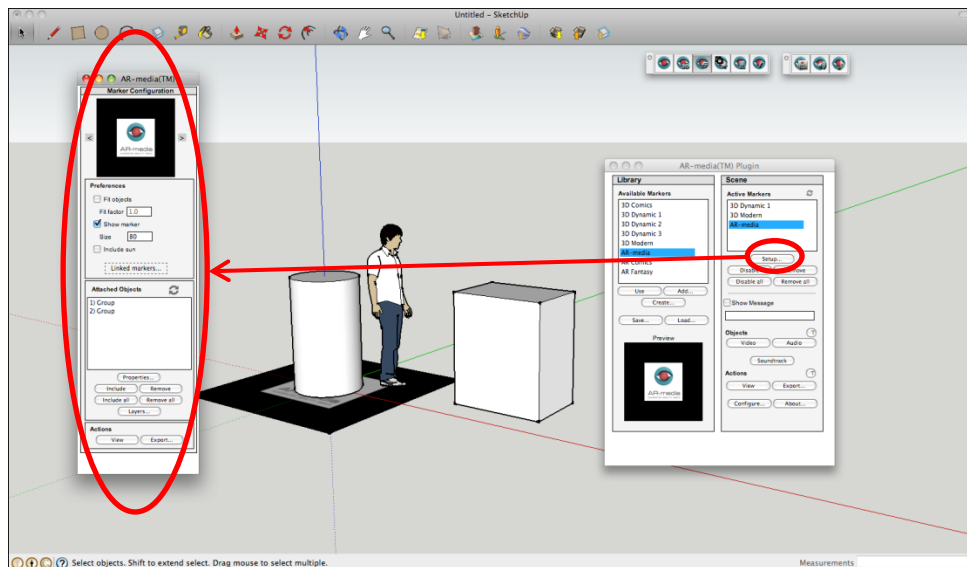 Untitled – SketchUp
AR-media(TM)
Marker Configuration
<
>
AR-media
Preferences
Fit objects
Fit factor 1.0
Show marker
Size 80
Include sun
Linked markers...
Attached Objects
1) Group
2) Group
Properties...
Include Remove
Include all Remove all
Layers...
Actions
View Export...
AR-media(TM) Plugin
Library
Available Markers
3D Comics
3D Dynamic 1
3D Dynamic 2
3D Dynamic 3
3D Modern
AR-media
AR Comics
AR Fantasy
Use Add...
Create...
Save... Load...
Preview
AR-media
Scene
Active Markers
3D Dynamic 1
3D Modern
AR-media
Setup...
Disable Remove
Disable all Remove all
Show Message
Objects
Video Audio
Soundtrack
Actions
View Export...
Configure... About...
Select objects. Shift to extend select. Drag mouse to select multiple.
Measurements